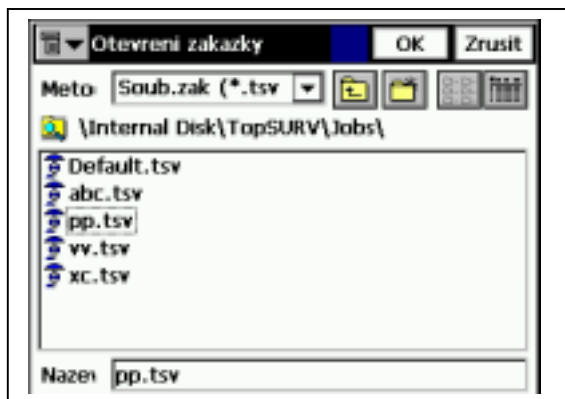 Otevreni zakazky OK Zrusit
Meto Soub.zak (*.tsv
\Internal Disk\TopSURV\Jobs\
Default.tsv
abc.tsv
pp.tsv
vv.tsv
xc.tsv
Nazev pp.tsv